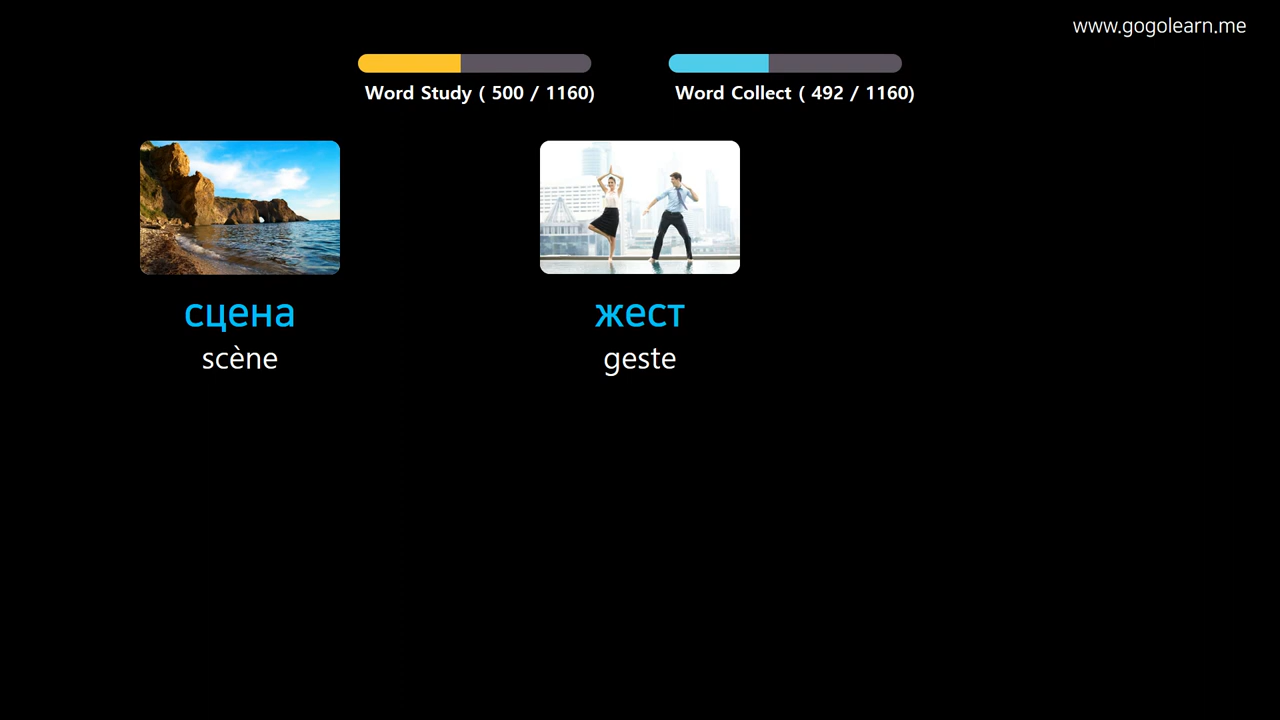 www.gogolearn.me
Word Study ( 500 / 1160)
Word Collect ( 492 / 1160)
сцена
scène
жест
geste